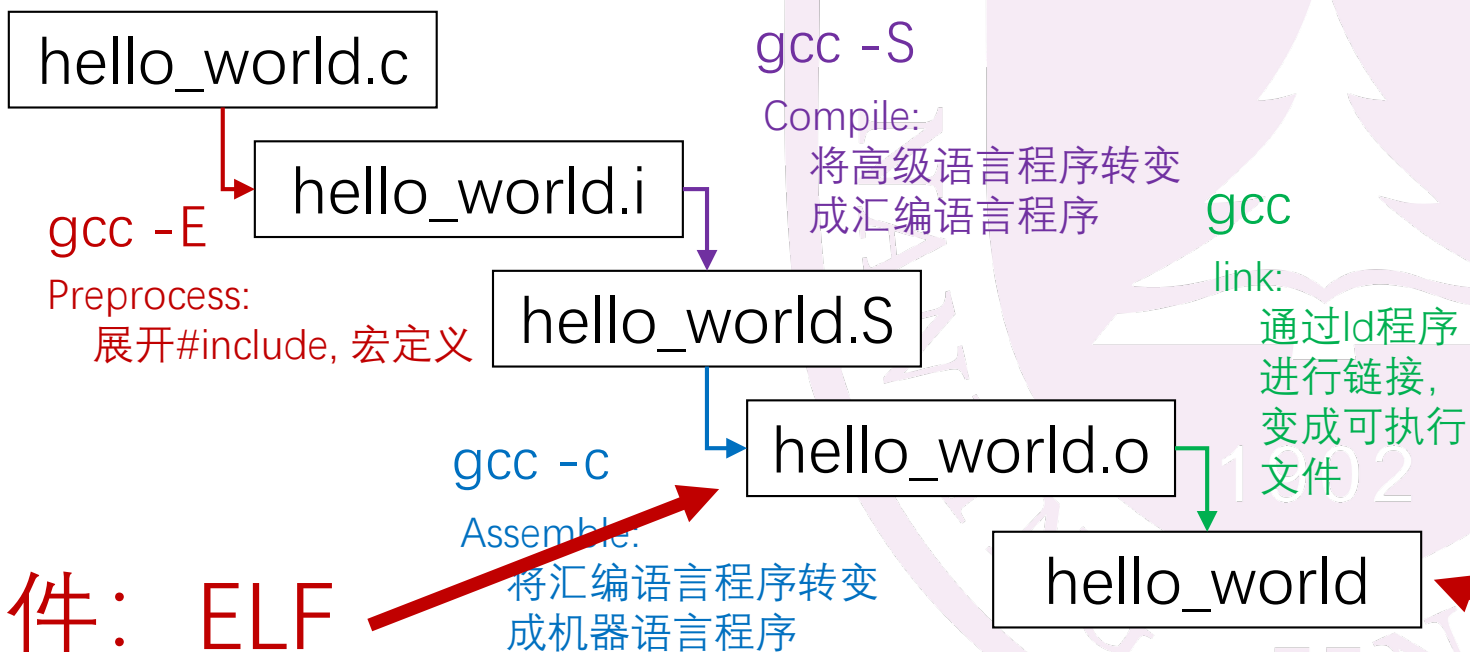 hello_world.c
gcc -S
Compile:
将高级语言程序转变
成汇编语言程序
hello_world.i
gcc -E
Preprocess:
展开#include, 宏定义
gcc
link:
通过ld程序
进行链接,
变成可执行
文件
hello_world.S
hello_world.o
gcc -c
Assemble:
将汇编语言程序转变
成机器语言程序
1902
hello_world
件：ELF